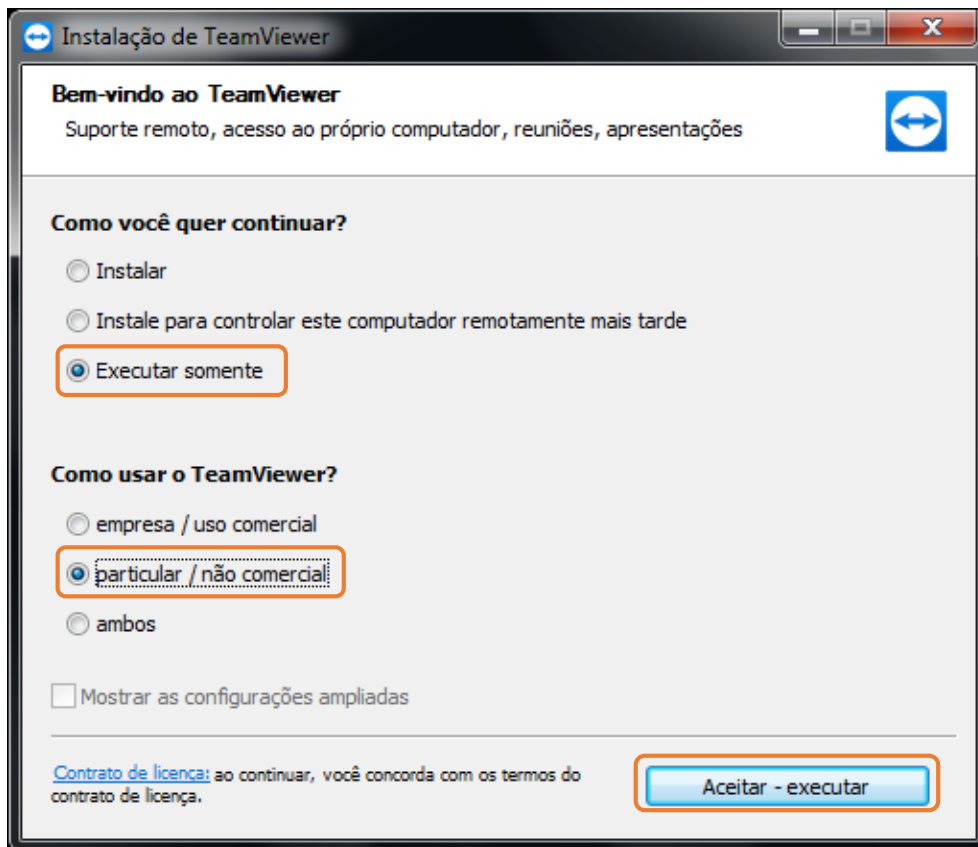 Instalação de TeamViewer
Bem-vindo ao TeamViewer
Suporte remoto, acesso ao próprio computador, reuniões, apresentações
Como você quer continuar?
Instalar
Instale para controlar este computador remotamente mais tarde
Executar somente
Como usar o TeamViewer?
empresa / uso comercial
particular / não comercial
ambos
Mostrar as configurações ampliadas
Contrato de licença: ao continuar, você concorda com os termos do
contrato de licença.
Aceitar - executar